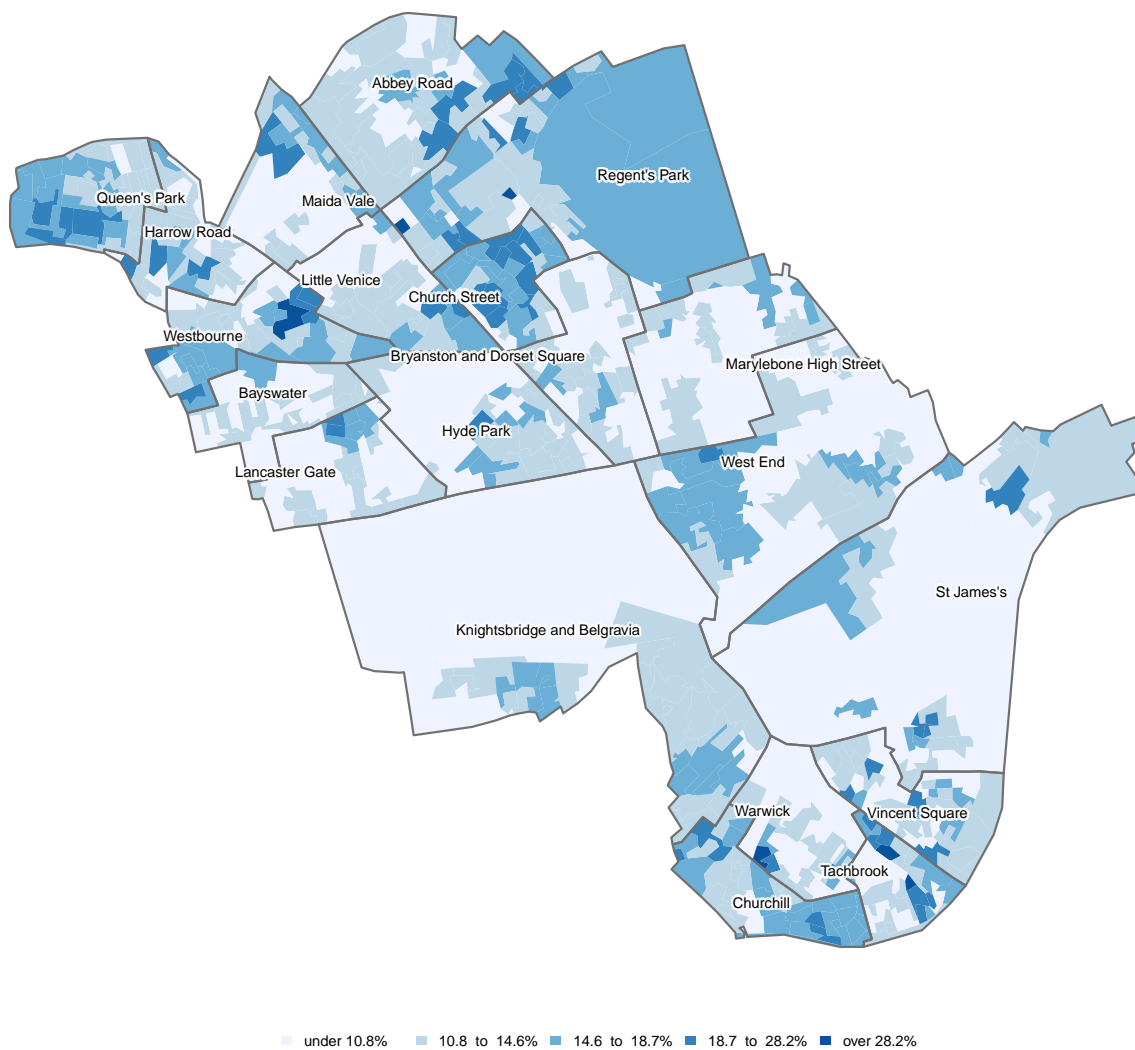 Abbey Road
Regent's Park
Queen's Park
Maida Vale
Harrow Road
Little Venice
Church Street
Westbourne
Bryanston and Dorset Square
Marylebone High Street
Bayswater
Hyde Park
West End
Lancaster Gate
St James's
Knightsbridge and Belgravia
Warwick
Vincent Square
Tachbrook
Churchill
under 10.8% 10.8 to 14.6% 14.6 to 18.7% 18.7 to 28.2% over 28.2%